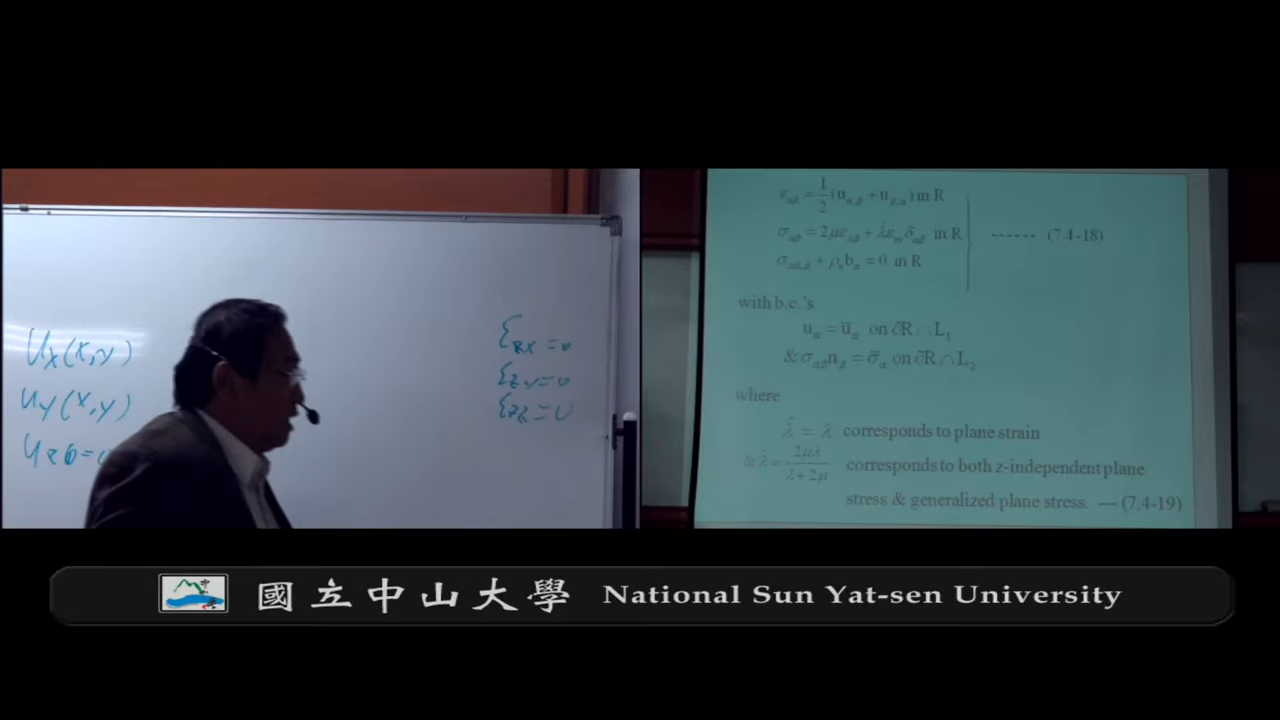 u_x(x,y)
u_y(x,y)
ε_zx = 0
ε_zy = 0
ε_zz = 0
ε_αβ = 1/2 (u_α,β + u_β,α) in R
σ_αβ = 2με_αβ + λ̄ε_γγ δ_αβ in R ------ (7.4-18)
σ_αβ,β + ρ_o b_α = 0 in R
with b.c.'s
u_α = ū_α on ∂R ∩ L_1
& σ_αβ n_β = σ̄_α on ∂R ∩ L_2
where
λ̄ = λ corresponds to plane strain
& λ̄ = 2μλ / λ + 2μ corresponds to both z-independent plane
stress & generalized plane stress. --- (7.4-19)
國立中山大學 National Sun Yat-sen University